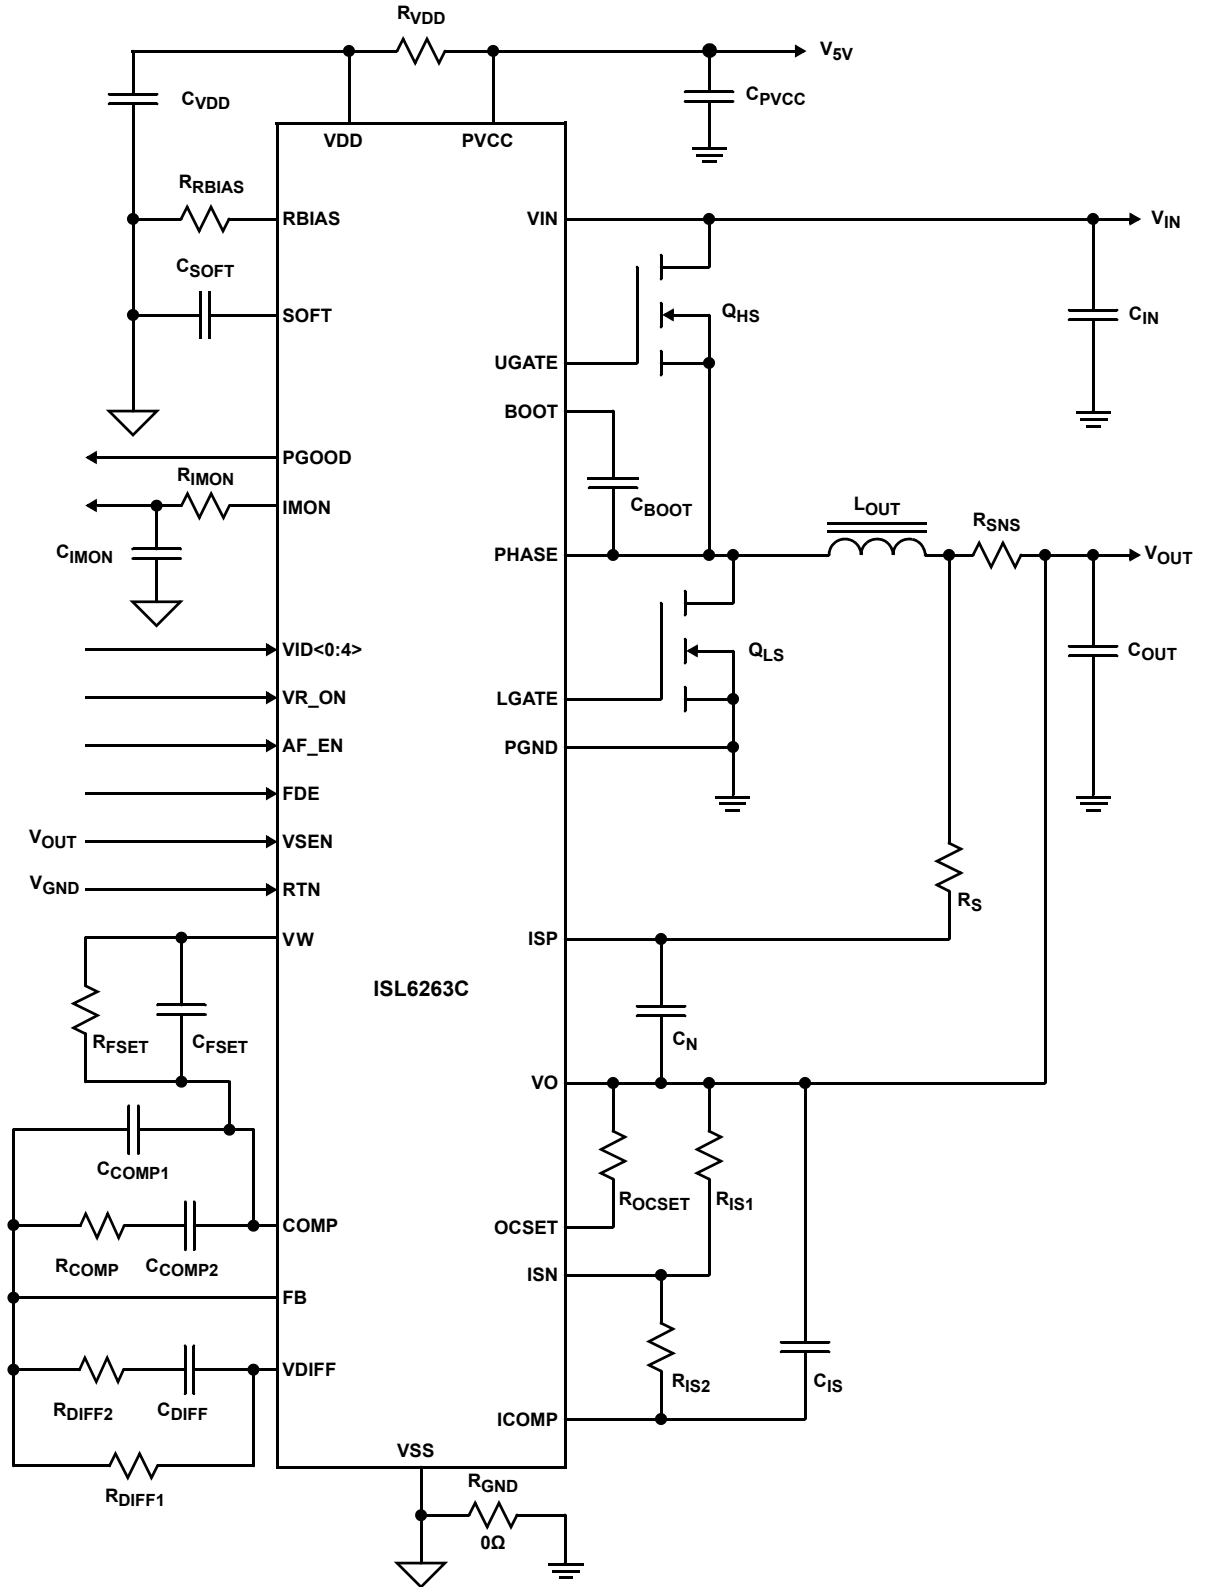 RVDD
V5V
CVDD
CPVCC
VDD
PVCC
RRBIAS
RBIAS
VIN
VIN
CSOFT
SOFT
QHS
CIN
UGATE
BOOT
PGOOD
RIMON
IMON
CBOOT
LOUT
RSNS
CIMON
PHASE
VOUT
VID<0:4>
QLS
COUT
VR_ON
LGATE
AF_EN
PGND
FDE
VOUT
VSEN
VGND
RTN
RS
VW
ISP
ISL6263C
RFSET
CFSET
CN
VO
CCOMP1
ROCSET
RIS1
COMP
OCSET
RCOMP
CCOMP2
ISN
FB
VDIFF
RIS2
CIS
RDIFF2
CDIFF
ICOMP
VSS
RDIFF1
RGND
0Ω